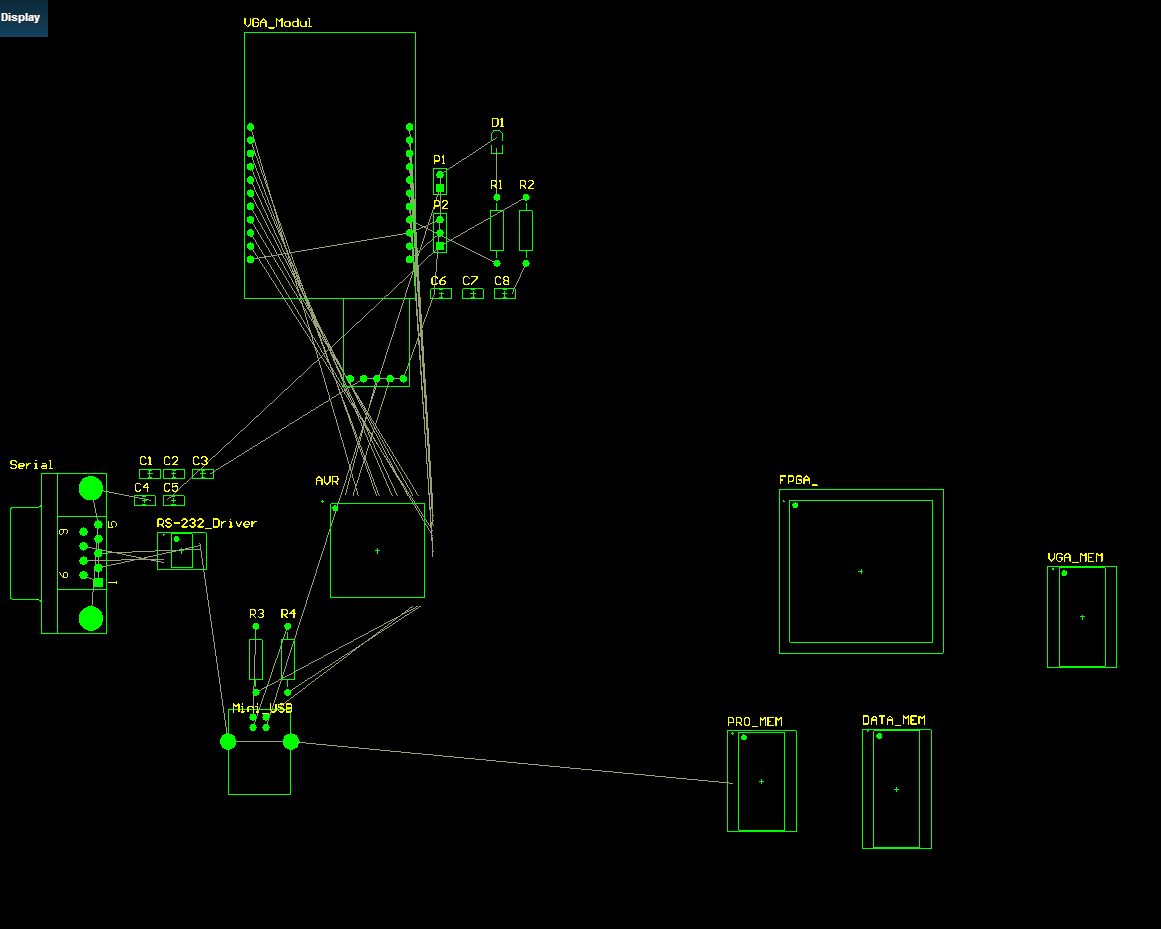 Display
VGA_Modul
D1
P1
R1 R2
P2
C6 C7 C8
Serial
C1 C2 C3
C4 C5
AVR
FPGA_
RS-232_Driver
5
9
6
1
VGA_MEM
R3 R4
Mini_USB
PRO_MEM
DATA_MEM